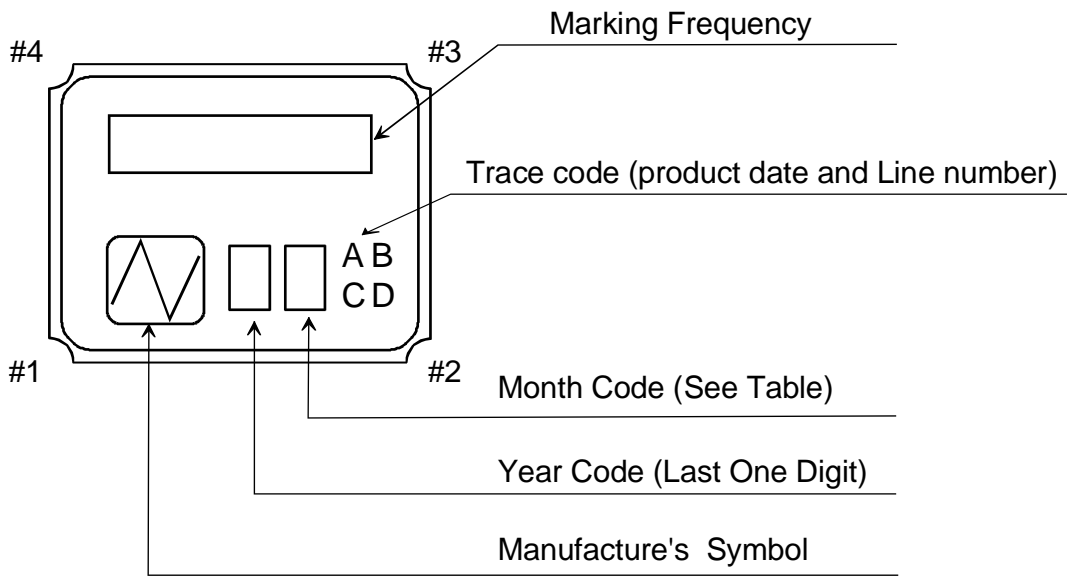 Marking Frequency
#4
#3
Trace code (product date and Line number)
A B
C D
#1
#2
Month Code (See Table)
Year Code (Last One Digit)
Manufacture's Symbol